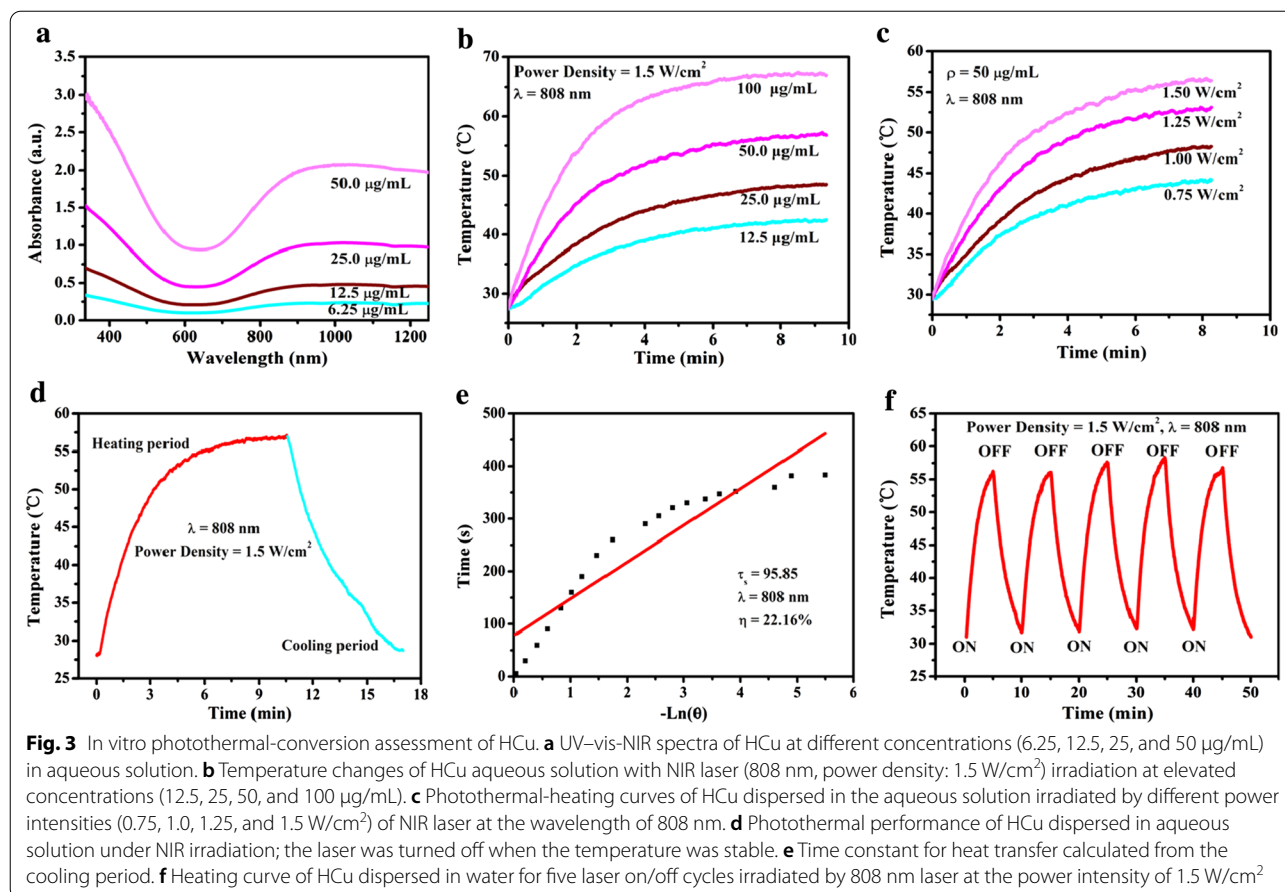 a
3.5
3.0
2.5
2.0
1.5
1.0
0.5
0.0
Absorbance (a.u.)
50.0 µg/mL
25.0 µg/mL
12.5 µg/mL
6.25 µg/mL
400 600 800 1000 1200
Wavelength (nm)
b
70
60
50
40
30
Temperature (℃)
Power Density = 1.5 W/cm²
λ = 808 nm
100 µg/mL
50.0 µg/mL
25.0 µg/mL
12.5 µg/mL
0 2 4 6 8 10
Time (min)
c
60
55
50
45
40
35
30
25
Temperature (℃)
ρ = 50 µg/mL
λ = 808 nm
1.50 W/cm²
1.25 W/cm²
1.00 W/cm²
0.75 W/cm²
0 2 4 6 8 10
Time (min)
d
60
55
50
45
40
35
30
25
Temperature (℃)
Heating period
λ = 808 nm
Power Density = 1.5 W/cm²
Cooling period
0 3 6 9 12 15 18
Time (min)
e
500
400
300
200
100
0
Time (s)
τs = 95.85
λ = 808 nm
η = 22.16%
0 1 2 3 4 5 6
-Ln(θ)
f
65
60
55
50
45
40
35
30
25
Temperature (℃)
Power Density = 1.5 W/cm², λ = 808 nm
OFF OFF OFF OFF OFF
ON ON ON ON ON
0 10 20 30 40 50
Time (min)
Fig. 3 In vitro photothermal-conversion assessment of HCu. a UV–vis-NIR spectra of HCu at different concentrations (6.25, 12.5, 25, and 50 µg/mL)
in aqueous solution. b Temperature changes of HCu aqueous solution with NIR laser (808 nm, power density: 1.5 W/cm²) irradiation at elevated
concentrations (12.5, 25, 50, and 100 µg/mL). c Photothermal-heating curves of HCu dispersed in the aqueous solution irradiated by different power
intensities (0.75, 1.0, 1.25, and 1.5 W/cm²) of NIR laser at the wavelength of 808 nm. d Photothermal performance of HCu dispersed in aqueous
solution under NIR irradiation; the laser was turned off when the temperature was stable. e Time constant for heat transfer calculated from the
cooling period. f Heating curve of HCu dispersed in water for five laser on/off cycles irradiated by 808 nm laser at the power intensity of 1.5 W/cm²